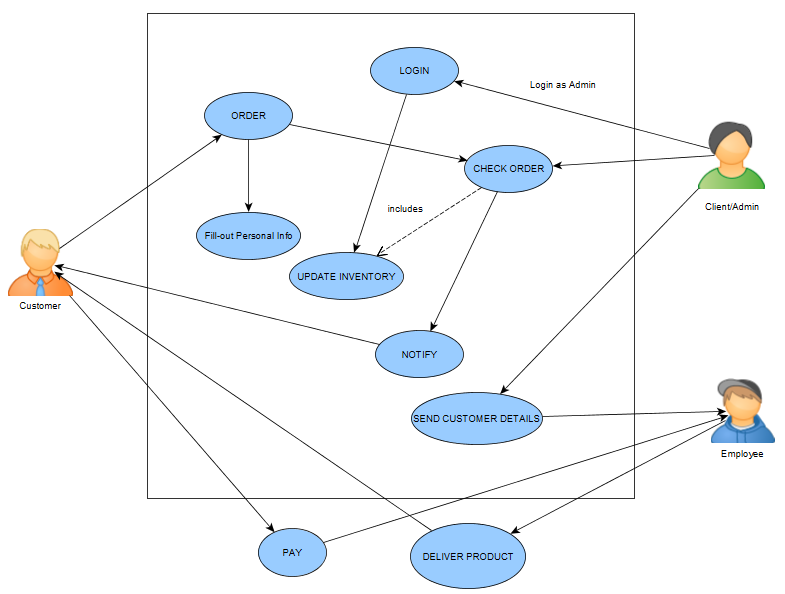 LOGIN
Login as Admin
ORDER
CHECK ORDER
Client/Admin
includes
Fill-out Personal Info
UPDATE INVENTORY
Customer
NOTIFY
SEND CUSTOMER DETAILS
Employee
PAY
DELIVER PRODUCT